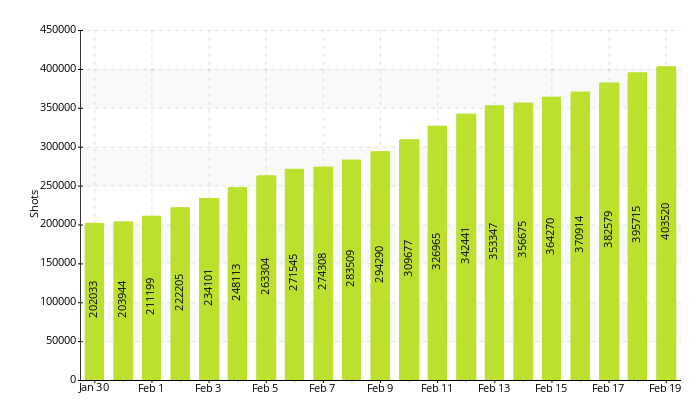 450000
400000
350000
300000
250000
200000
150000
100000
50000
0
Shots
202033
203944
211199
222205
234101
248113
263304
271545
274308
283509
294290
309677
326965
342441
353347
356675
364270
370914
382579
395715
403520
Jan 30
Feb 1
Feb 3
Feb 5
Feb 7
Feb 9
Feb 11
Feb 13
Feb 15
Feb 17
Feb 19